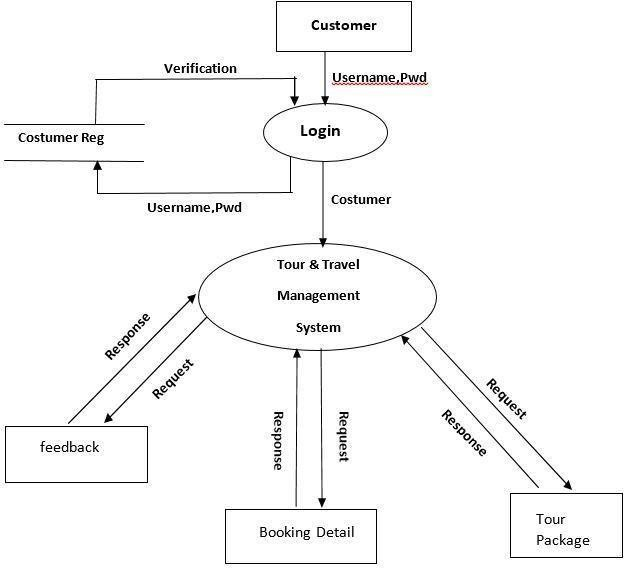 Customer
Verification
Username,Pwd
Login
Costumer Reg
Costumer
Username,Pwd
Tour & Travel
Management
System
Response
Request
Response
Request
Request
Response
feedback
Booking Detail
Tour
Package